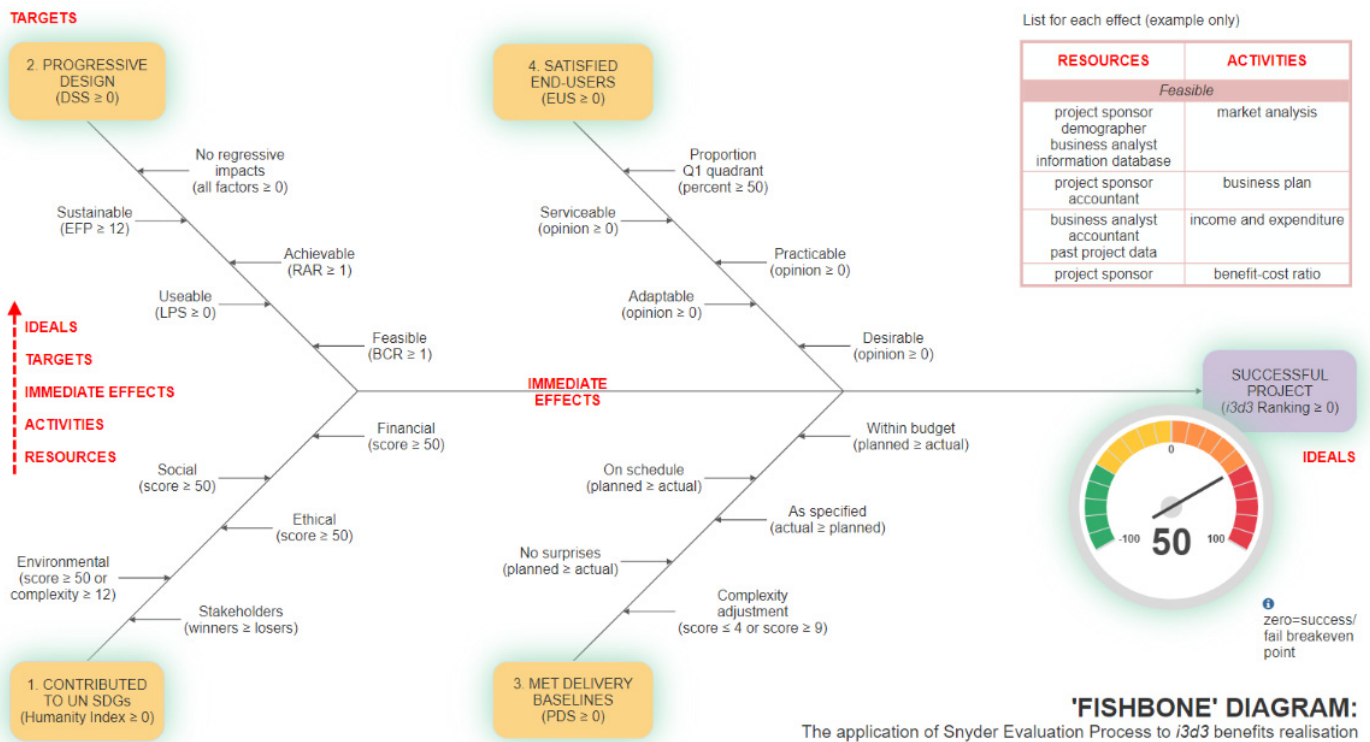 TARGETS
2. PROGRESSIVE
DESIGN
(DSS ≥ 0)
No regressive
impacts
(all factors ≥ 0)
Sustainable
(EFP ≥ 12)
Achievable
(RAR ≥ 1)
Useable
(LPS ≥ 0)
Feasible
(BCR ≥ 1)
4. SATISFIED
END-USERS
(EUS ≥ 0)
Proportion
Q1 quadrant
(percent ≥ 50)
Serviceable
(opinion ≥ 0)
Practicable
(opinion ≥ 0)
Adaptable
(opinion ≥ 0)
Desirable
(opinion ≥ 0)
List for each effect (example only)
RESOURCES ACTIVITIES
Feasible
project sponsor market analysis
demographer
business analyst
information database
project sponsor business plan
accountant
business analyst income and expenditure
accountant
past project data
project sponsor benefit-cost ratio
IDEALS
TARGETS
IMMEDIATE EFFECTS
ACTIVITIES
RESOURCES
IMMEDIATE
EFFECTS
SUCCESSFUL
PROJECT
(i3d3 Ranking ≥ 0)
IDEALS
Financial
(score ≥ 50)
Social
(score ≥ 50)
Ethical
(score ≥ 50)
Environmental
(score ≥ 50 or
complexity ≥ 12)
Stakeholders
(winners ≥ losers)
1. CONTRIBUTED
TO UN SDGs
(Humanity Index ≥ 0)
Within budget
(planned ≥ actual)
On schedule
(planned ≥ actual)
As specified
(actual ≥ planned)
No surprises
(planned ≥ actual)
Complexity
adjustment
(score ≤ 4 or score ≥ 9)
3. MET DELIVERY
BASELINES
(PDS ≥ 0)
0
-100 50 100
i
zero=success/
fail breakeven
point
'FISHBONE' DIAGRAM:
The application of Snyder Evaluation Process to i3d3 benefits realisation